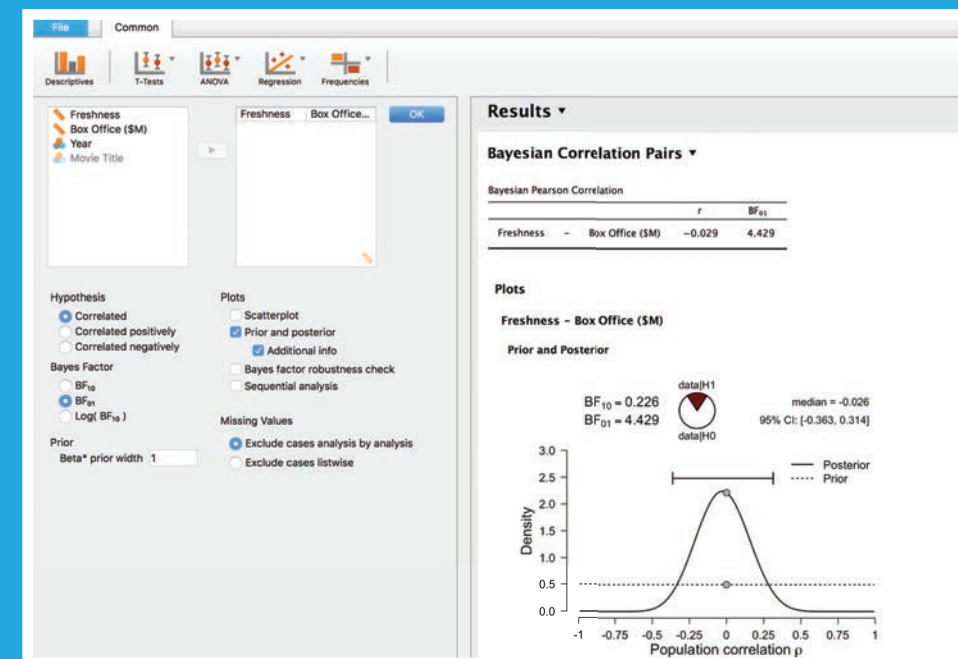 File Common
Descriptives T-Tests ANOVA Regression Frequencies
Freshness
Box Office ($M)
Year
Movie Title
Freshness Box Office...
OK
Hypothesis
Correlated
Correlated positively
Correlated negatively
Bayes Factor
BF₁₀
BF₀₁
Log( BF₁₀ )
Prior
Beta* prior width 1
Plots
Scatterplot
Prior and posterior
Additional info
Bayes factor robustness check
Sequential analysis
Missing Values
Exclude cases analysis by analysis
Exclude cases listwise
Results ▼
Bayesian Correlation Pairs ▼
Bayesian Pearson Correlation
r BF₀₁
Freshness – Box Office ($M) −0.029 4.429
Plots
Freshness – Box Office ($M)
Prior and Posterior
BF₁₀ = 0.226
BF₀₁ = 4.429
data|H1
data|H0
median = -0.026
95% CI: [-0.363, 0.314]
Posterior
Prior
Density
3.0
2.5
2.0
1.5
1.0
0.5
0.0
-1 -0.75 -0.5 -0.25 0 0.25 0.5 0.75 1
Population correlation ρ